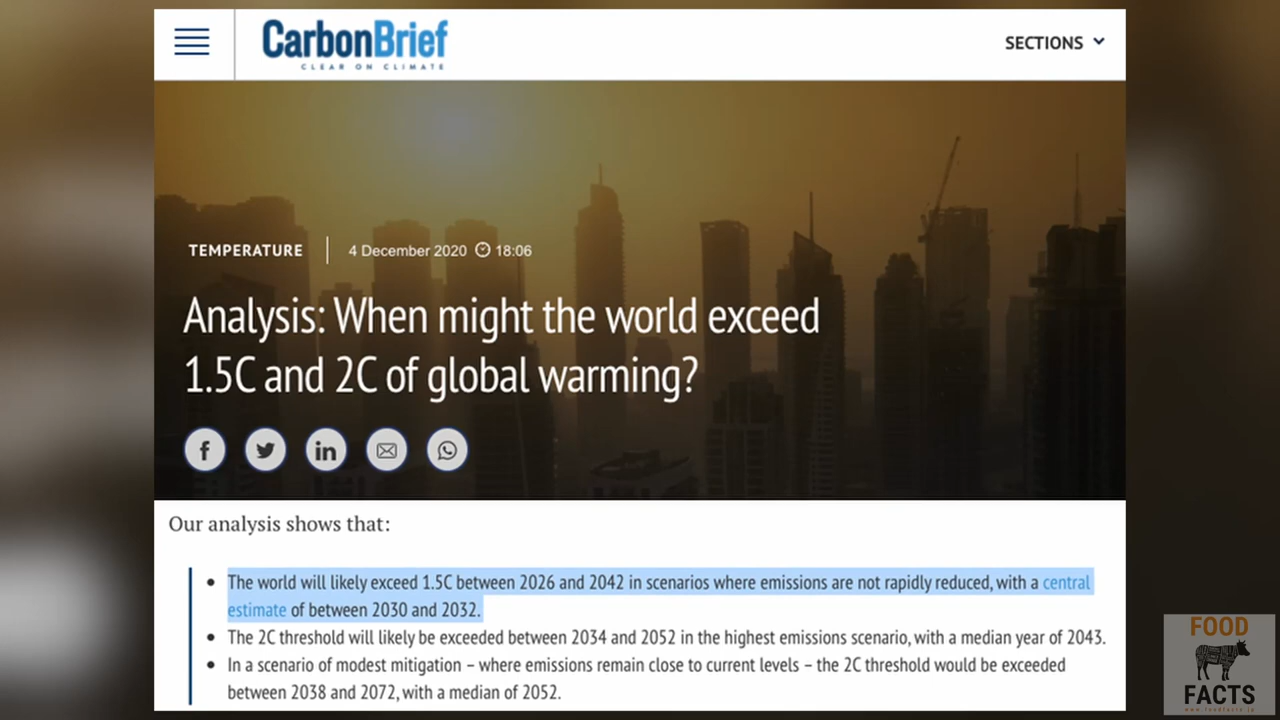 CarbonBrief
CLEAR ON CLIMATE
SECTIONS
TEMPERATURE
4 December 2020 18:06
Analysis: When might the world exceed
1.5C and 2C of global warming?
Our analysis shows that:
• The world will likely exceed 1.5C between 2026 and 2042 in scenarios where emissions are not rapidly reduced, with a central
estimate of between 2030 and 2032.
• The 2C threshold will likely be exceeded between 2034 and 2052 in the highest emissions scenario, with a median year of 2043.
• In a scenario of modest mitigation – where emissions remain close to current levels – the 2C threshold would be exceeded
between 2038 and 2072, with a median of 2052.
FOOD
FACTS